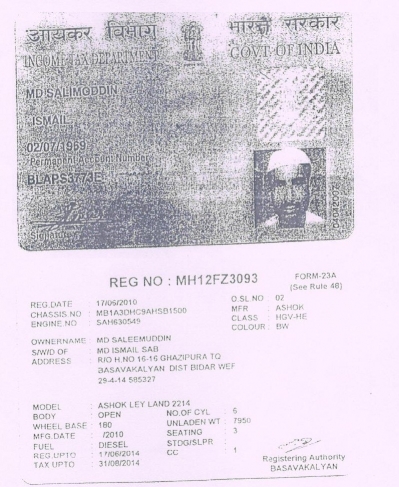 आयकर विभाग
भारत सरकार
INCOME TAX DEPARTMENT
GOVT. OF INDIA
MD SALIMODDIN
ISMAIL
02/07/1969
Permanent Account Number
BLAPS3773E
Signature
REG NO : MH12FZ3093
FORM-23A
(See Rule 48)
REG.DATE : 17/06/2010
O.SL.NO : 02
CHASSIS.NO : MB1A3OHC9AHSB1500
MFR : ASHOK
ENGINE.NO : SAH630549
CLASS : HGV-HE
COLOUR : BW
OWNERNAME : MD SALEEMUDDIN
S/W/D OF : MD ISMAIL SAB
ADDRESS : R/O H.NO 16-16 GHAZIPURA TQ
BASAVAKALYAN DIST BIDAR WEF
29-4-14 585327
MODEL : ASHOK LEY LAND 2214
BODY : OPEN
NO.OF CYL : 6
WHEEL BASE : 180
UNLADEN WT : 7950
MFG.DATE : /2010
SEATING : 3
FUEL : DIESEL
STDG/SLPR :
REG.UPTO : 17/06/2014
CC : 1
TAX UPTO : 31/08/2014
Registering Authority
BASAVAKALYAN